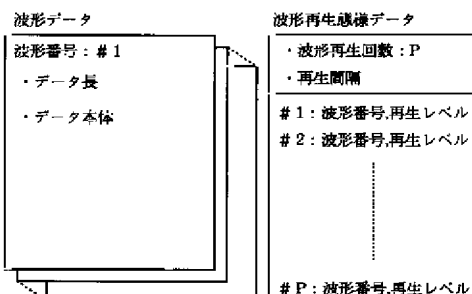 波形データ
波形番号：＃1
・データ長
・データ本体
波形再生態様データ
・波形再生回数：P
・再生間隔
＃1：波形番号,再生レベル
＃2：波形番号,再生レベル
＃P：波形番号,再生レベル